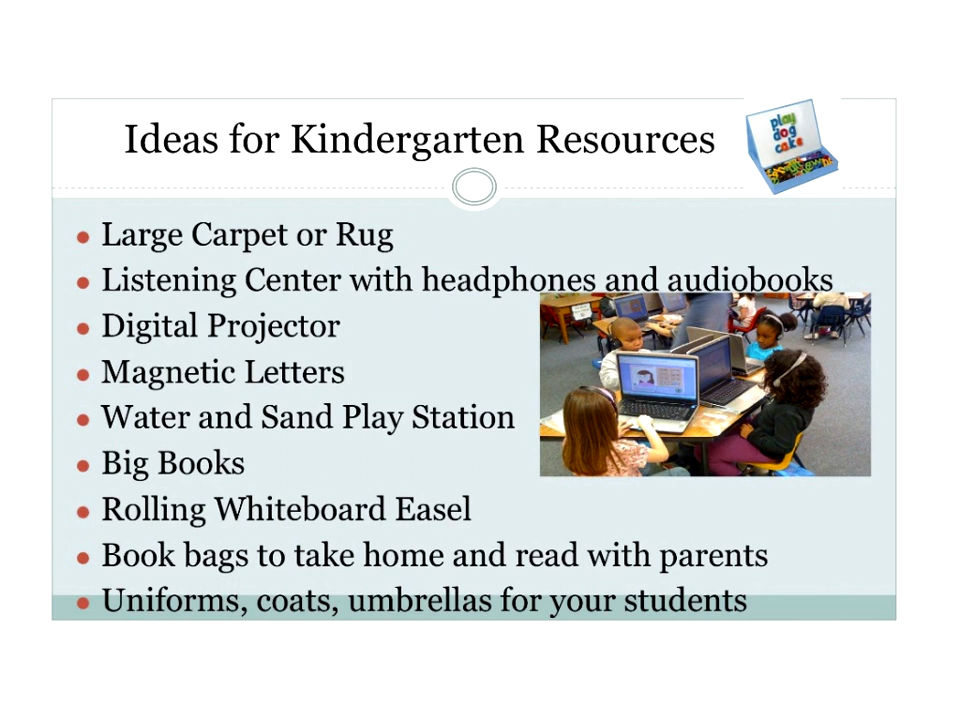 Ideas for Kindergarten Resources
play
dog
cake
Large Carpet or Rug
Listening Center with headphones and audiobooks
Digital Projector
Magnetic Letters
Water and Sand Play Station
Big Books
Rolling Whiteboard Easel
Book bags to take home and read with parents
Uniforms, coats, umbrellas for your students